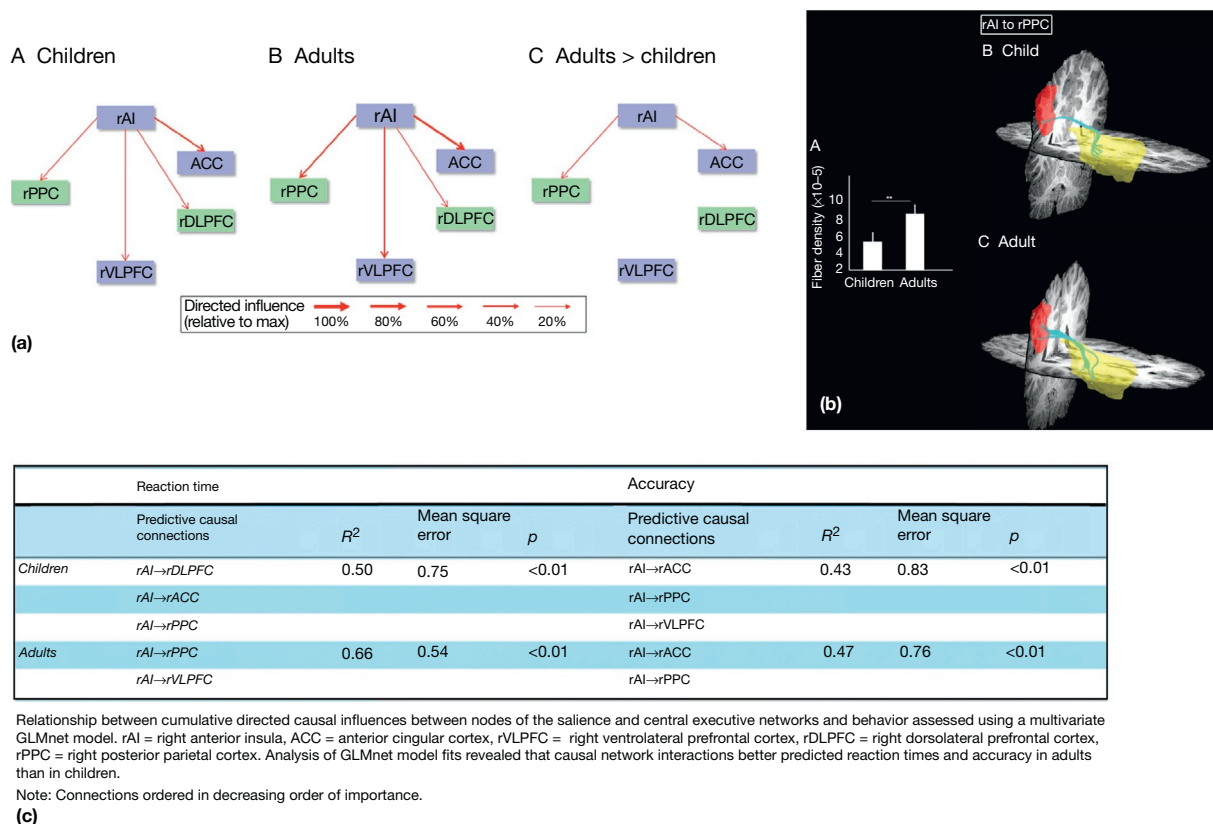 A Children
B Adults
C Adults > children
rAI
ACC
rPPC
rDLPFC
rVLPFC
rAI
ACC
rPPC
rDLPFC
rVLPFC
rAI
ACC
rPPC
rDLPFC
rVLPFC
Directed influence
(relative to max)
100%
80%
60%
40%
20%
(a)
rAI to rPPC
B Child
A
Fiber density (×10–5)
10
8
6
4
2
**
Children
Adults
C Adult
(b)
Reaction time
Accuracy
Predictive causal
connections
R2
Mean square
error
p
Predictive causal
connections
R2
Mean square
error
p
Children rAI→rDLPFC 0.50 0.75 <0.01 rAI→rACC 0.43 0.83 <0.01
rAI→rACC rAI→rPPC
rAI→rPPC rAI→rVLPFC
Adults rAI→rPPC 0.66 0.54 <0.01 rAI→rACC 0.47 0.76 <0.01
rAI→rVLPFC rAI→rPPC
Relationship between cumulative directed causal influences between nodes of the salience and central executive networks and behavior assessed using a multivariate
GLMnet model. rAI = right anterior insula, ACC = anterior cingular cortex, rVLPFC = right ventrolateral prefrontal cortex, rDLPFC = right dorsolateral prefrontal cortex,
rPPC = right posterior parietal cortex. Analysis of GLMnet model fits revealed that causal network interactions better predicted reaction times and accuracy in adults
than in children.
Note: Connections ordered in decreasing order of importance.
(c)